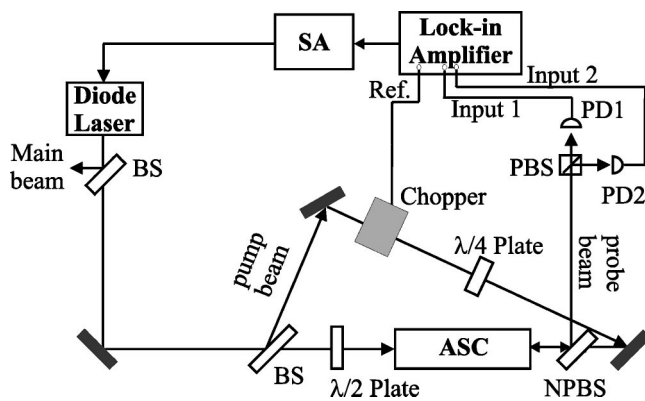 Lock-in
Amplifier
SA
Input 2
Ref.
Input 1
Diode
Laser
PD1
Main
beam
BS
PBS
PD2
Chopper
pump
beam
λ/4 Plate
probe
beam
ASC
BS
λ/2 Plate
NPBS